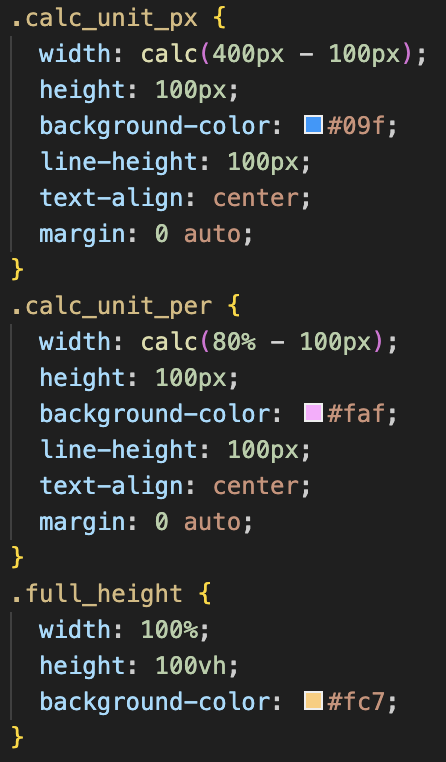 .calc_unit_px {
  width: calc(400px - 100px);
  height: 100px;
  background-color: #09f;
  line-height: 100px;
  text-align: center;
  margin: 0 auto;
}
.calc_unit_per {
  width: calc(80% - 100px);
  height: 100px;
  background-color: #faf;
  line-height: 100px;
  text-align: center;
  margin: 0 auto;
}
.full_height {
  width: 100%;
  height: 100vh;
  background-color: #fc7;
}